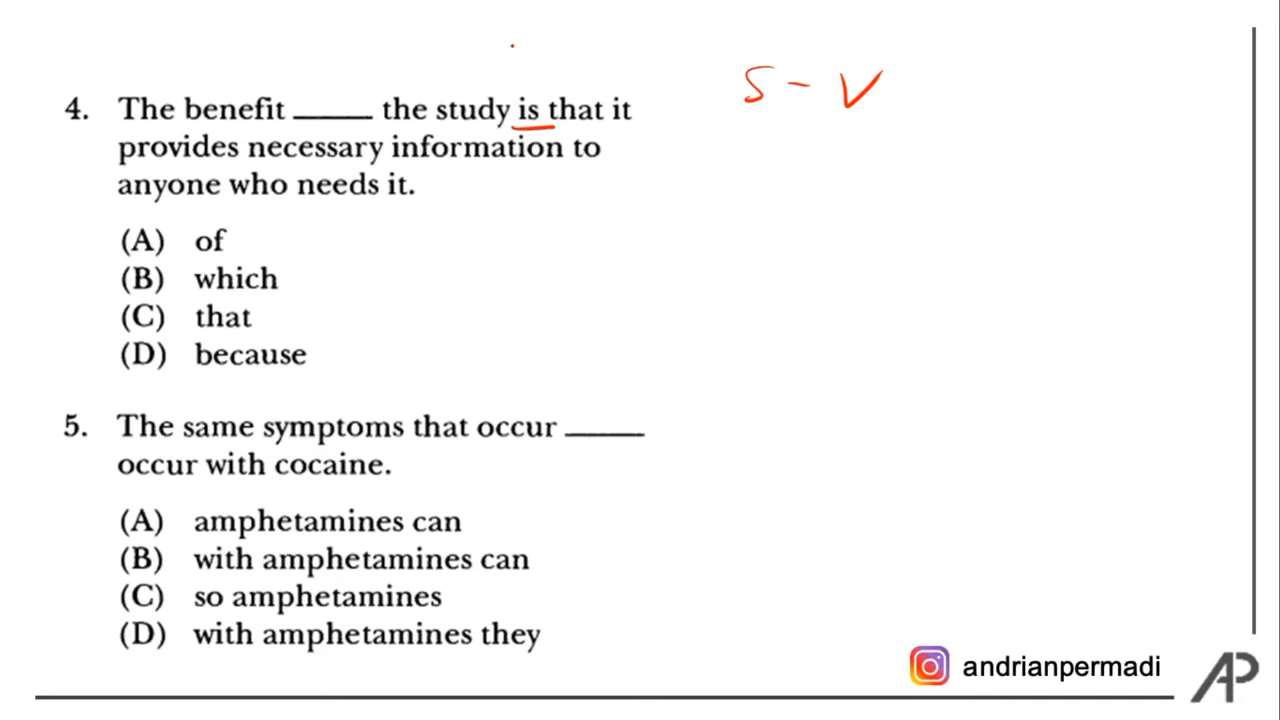 S - V
4. The benefit _____ the study is that it
provides necessary information to
anyone who needs it.
(A) of
(B) which
(C) that
(D) because
5. The same symptoms that occur _____
occur with cocaine.
(A) amphetamines can
(B) with amphetamines can
(C) so amphetamines
(D) with amphetamines they
andrianpermadi
AP